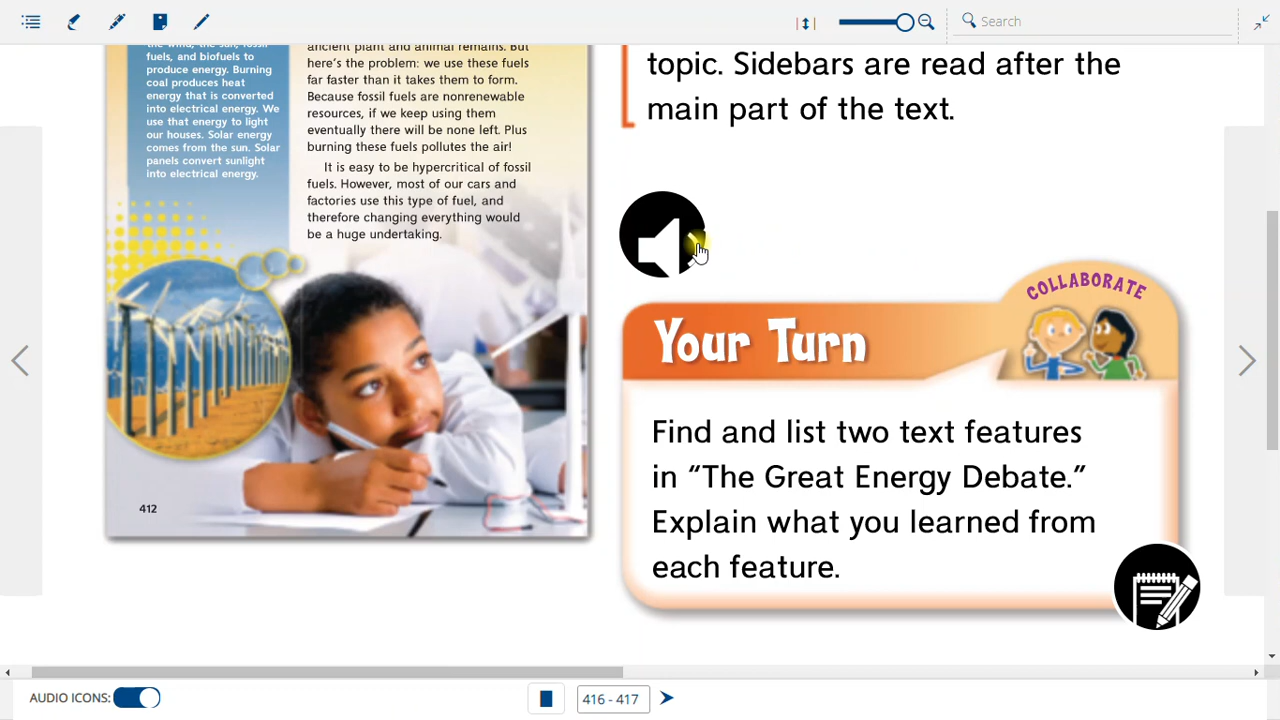 Search
the wind, the sun, fossil
fuels, and biofuels to
produce energy. Burning
coal produces heat
energy that is converted
into electrical energy. We
use that energy to light
our houses. Solar energy
comes from the sun. Solar
panels convert sunlight
into electrical energy.
ancient plant and animal remains. But
here's the problem: we use these fuels
far faster than it takes them to form.
Because fossil fuels are nonrenewable
resources, if we keep using them
eventually there will be none left. Plus
burning these fuels pollutes the air!
It is easy to be hypercritical of fossil
fuels. However, most of our cars and
factories use this type of fuel, and
therefore changing everything would
be a huge undertaking.
412
topic. Sidebars are read after the
main part of the text.
COLLABORATE
Your Turn
Find and list two text features
in “The Great Energy Debate.”
Explain what you learned from
each feature.
AUDIO ICONS:
416 - 417